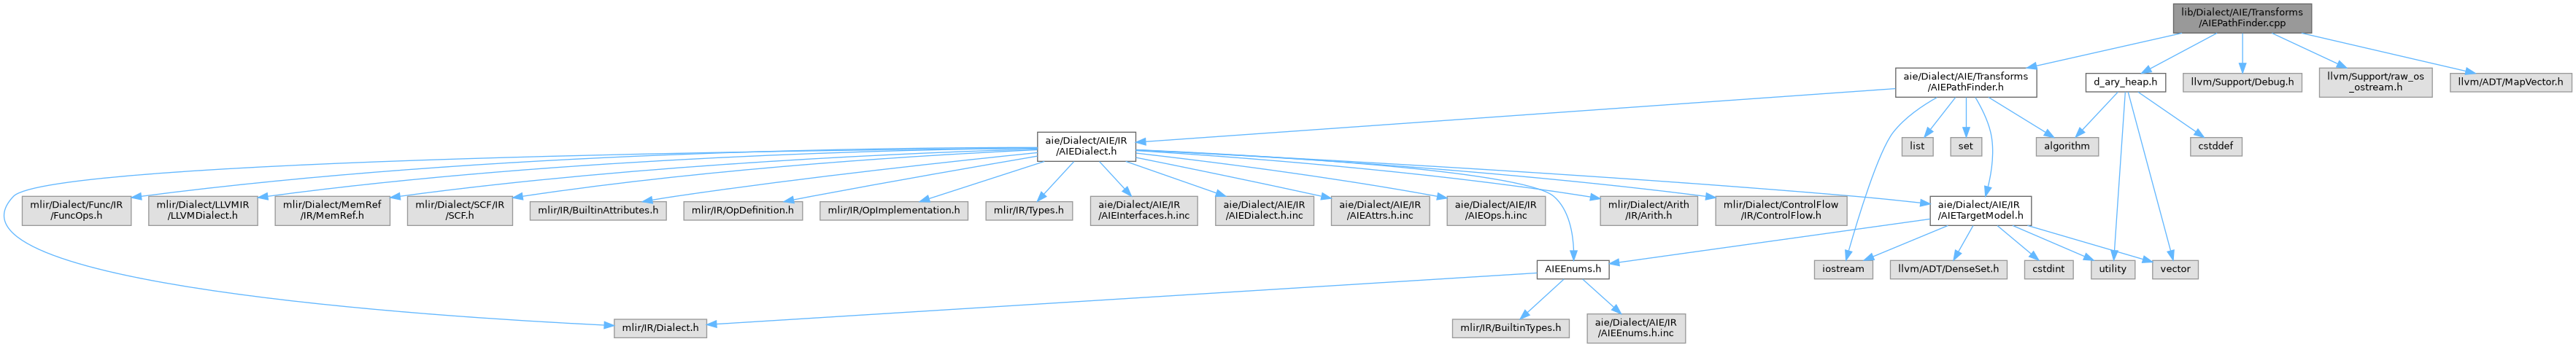 lib/Dialect/AIE/Transforms
/AIEPathFinder.cpp
aie/Dialect/AIE/Transforms
/AIEPathFinder.h
d_ary_heap.h
llvm/Support/Debug.h
llvm/Support/raw_os
_ostream.h
llvm/ADT/MapVector.h
aie/Dialect/AIE/IR
/AIEDialect.h
list
set
algorithm
cstddef
mlir/Dialect/Func/IR
/FuncOps.h
mlir/Dialect/LLVMIR
/LLVMDialect.h
mlir/Dialect/MemRef
/IR/MemRef.h
mlir/Dialect/SCF/IR
/SCF.h
mlir/IR/BuiltinAttributes.h
mlir/IR/OpDefinition.h
mlir/IR/OpImplementation.h
mlir/IR/Types.h
aie/Dialect/AIE/IR
/AIEInterfaces.h.inc
aie/Dialect/AIE/IR
/AIEDialect.h.inc
aie/Dialect/AIE/IR
/AIEAttrs.h.inc
aie/Dialect/AIE/IR
/AIEOps.h.inc
mlir/Dialect/Arith
/IR/Arith.h
mlir/Dialect/ControlFlow
/IR/ControlFlow.h
aie/Dialect/AIE/IR
/AIETargetModel.h
AIEEnums.h
iostream
llvm/ADT/DenseSet.h
cstdint
utility
vector
mlir/IR/Dialect.h
mlir/IR/BuiltinTypes.h
aie/Dialect/AIE/IR
/AIEEnums.h.inc